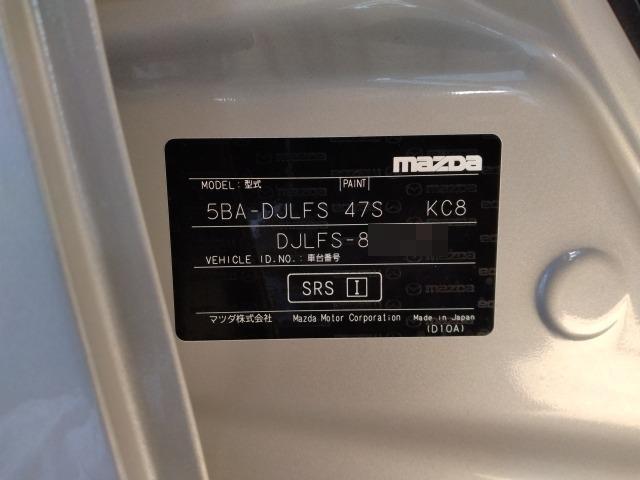 mazda
MODEL: 型式 PAINT
5BA-DJLFS 47S KC8
DJLFS-8
VEHICLE ID.NO.: 車台番号
SRS I
マツダ株式会社 Mazda Motor Corporation Made in Japan
(D10A)